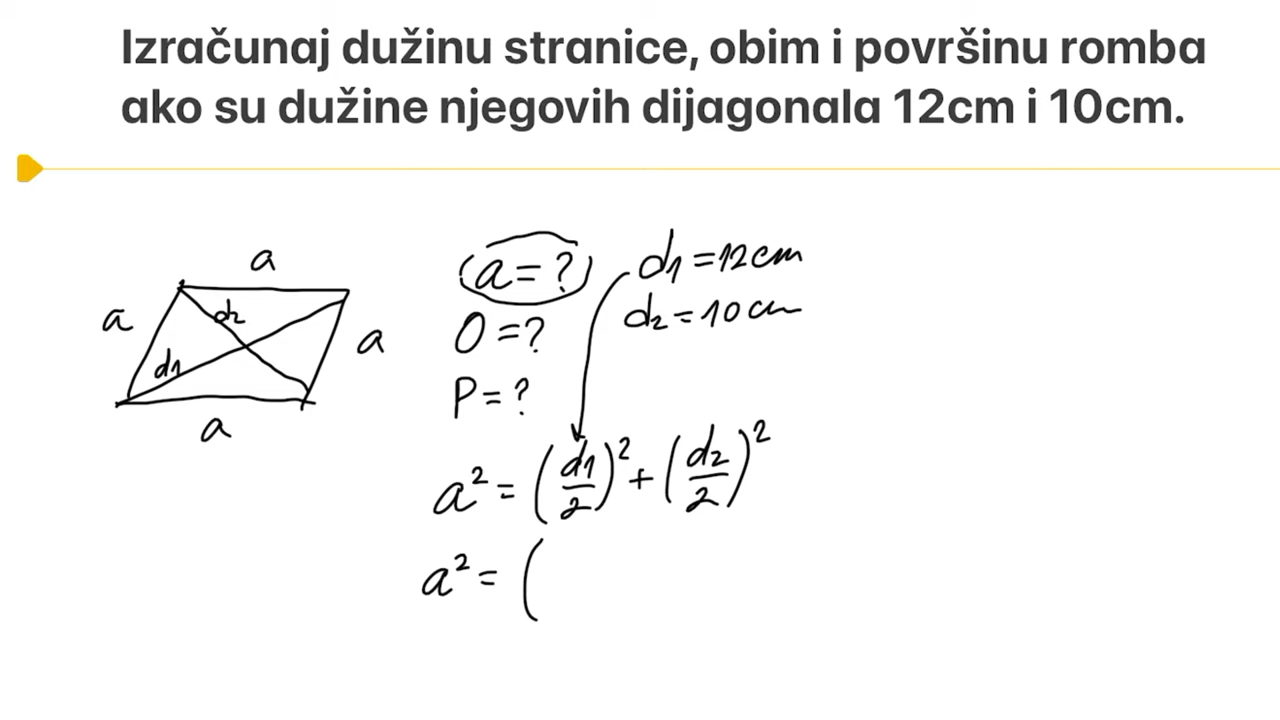 Izračunaj dužinu stranice, obim i površinu romba
ako su dužine njegovih dijagonala 12cm i 10cm.
a
a
d2
d1
a
a
a = ?
O = ?
P = ?
d1 = 12cm
d2 = 10cm
a² = (d1/2)² + (d2/2)²
a² = (